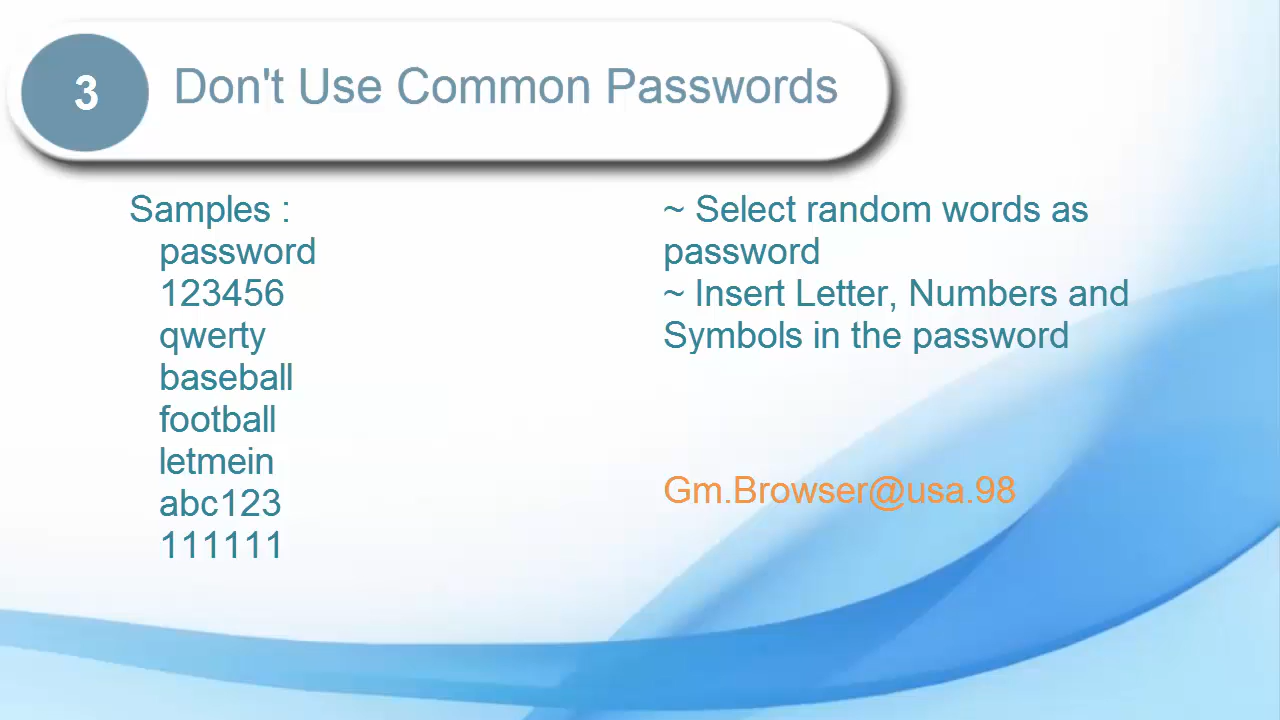 3
Don't Use Common Passwords
Samples :
password
123456
qwerty
baseball
football
letmein
abc123
111111
~ Select random words as
password
~ Insert Letter, Numbers and
Symbols in the password
Gm.Browser@usa.98